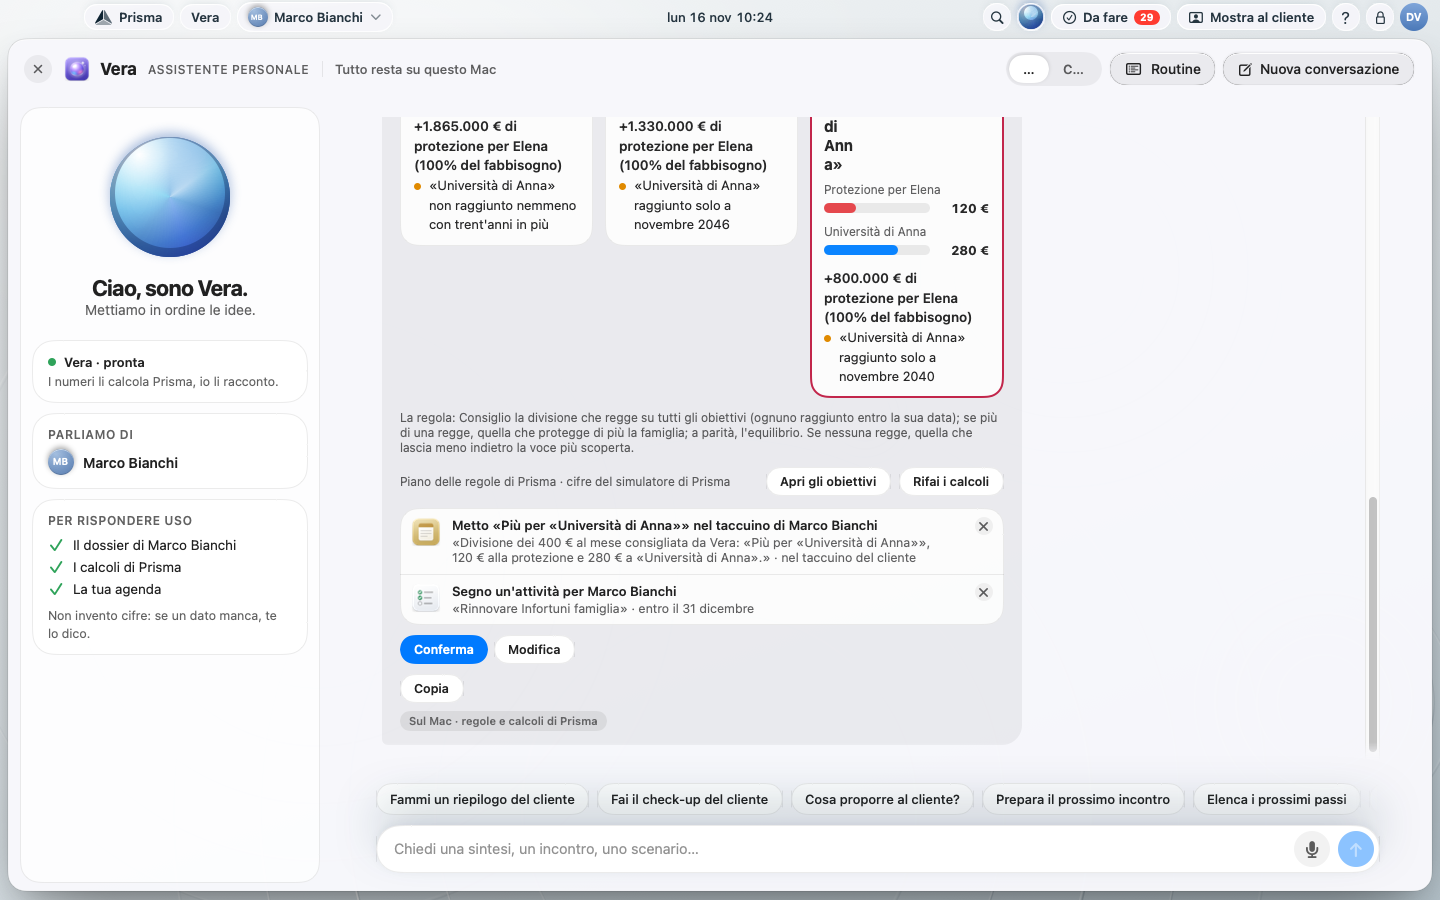 Prisma
Vera
MB Marco Bianchi
lun 16 nov 10:24
Da fare 29
Mostra al cliente
?
DV
Vera ASSISTENTE PERSONALE
Tutto resta su questo Mac
...
C...
Routine
Nuova conversazione
Ciao, sono Vera.
Mettiamo in ordine le idee.
Vera · pronta
I numeri li calcola Prisma, io li racconto.
PARLIAMO DI
MB Marco Bianchi
PER RISPONDERE USO
Il dossier di Marco Bianchi
I calcoli di Prisma
La tua agenda
Non invento cifre: se un dato manca, te
lo dico.
+1.865.000 € di
protezione per Elena
(100% del fabbisogno)
«Università di Anna»
non raggiunto nemmeno
con trent'anni in più
+1.330.000 € di
protezione per Elena
(100% del fabbisogno)
«Università di Anna»
raggiunto solo a
novembre 2046
di
Ann
a»
Protezione per Elena
120 €
Università di Anna
280 €
+800.000 € di
protezione per Elena
(100% del fabbisogno)
«Università di Anna»
raggiunto solo a
novembre 2040
La regola: Consiglio la divisione che regge su tutti gli obiettivi (ognuno raggiunto entro la sua data); se più
di una regge, quella che protegge di più la famiglia; a parità, l'equilibrio. Se nessuna regge, quella che
lascia meno indietro la voce più scoperta.
Piano delle regole di Prisma · cifre del simulatore di Prisma
Apri gli obiettivi
Rifai i calcoli
Metto «Più per «Università di Anna»» nel taccuino di Marco Bianchi
«Divisione dei 400 € al mese consigliata da Vera: «Più per «Università di Anna»»,
120 € alla protezione e 280 € a «Università di Anna».» · nel taccuino del cliente
Segno un'attività per Marco Bianchi
«Rinnovare Infortuni famiglia» · entro il 31 dicembre
Conferma
Modifica
Copia
Sul Mac · regole e calcoli di Prisma
Fammi un riepilogo del cliente
Fai il check-up del cliente
Cosa proporre al cliente?
Prepara il prossimo incontro
Elenca i prossimi passi
Chiedi una sintesi, un incontro, uno scenario...